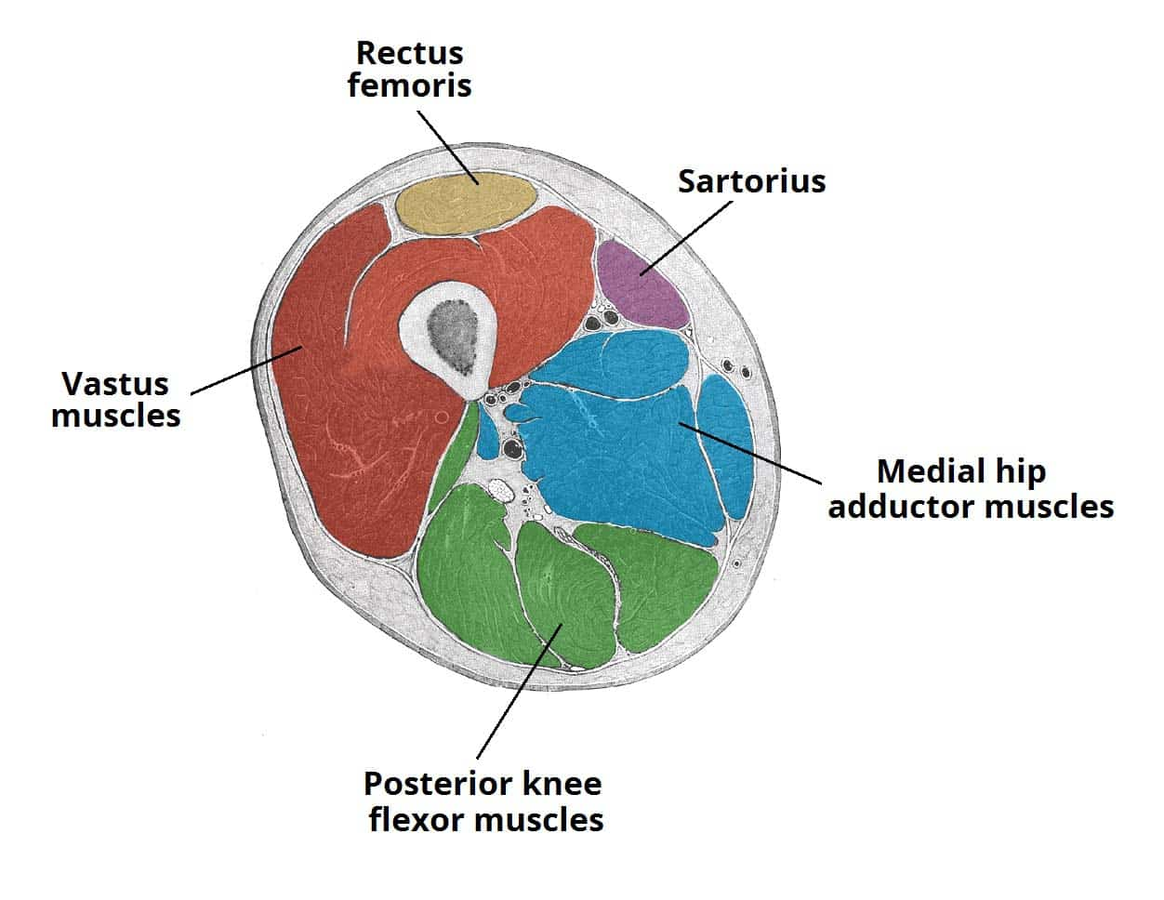 Rectus
femoris
Sartorius
Vastus
muscles
Medial hip
adductor muscles
Posterior knee
flexor muscles